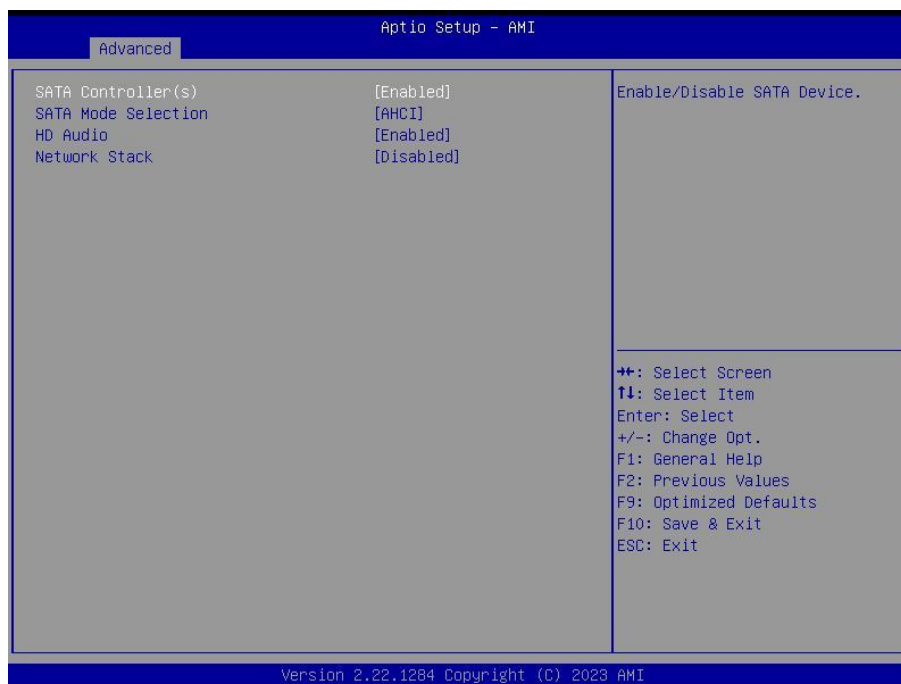 Aptio Setup – AMI
Advanced
SATA Controller(s) [Enabled]
SATA Mode Selection [AHCI]
HD Audio [Enabled]
Network Stack [Disabled]
Enable/Disable SATA Device.
→←: Select Screen
↑↓: Select Item
Enter: Select
+/-: Change Opt.
F1: General Help
F2: Previous Values
F9: Optimized Defaults
F10: Save & Exit
ESC: Exit
Version 2.22.1284 Copyright (C) 2023 AMI